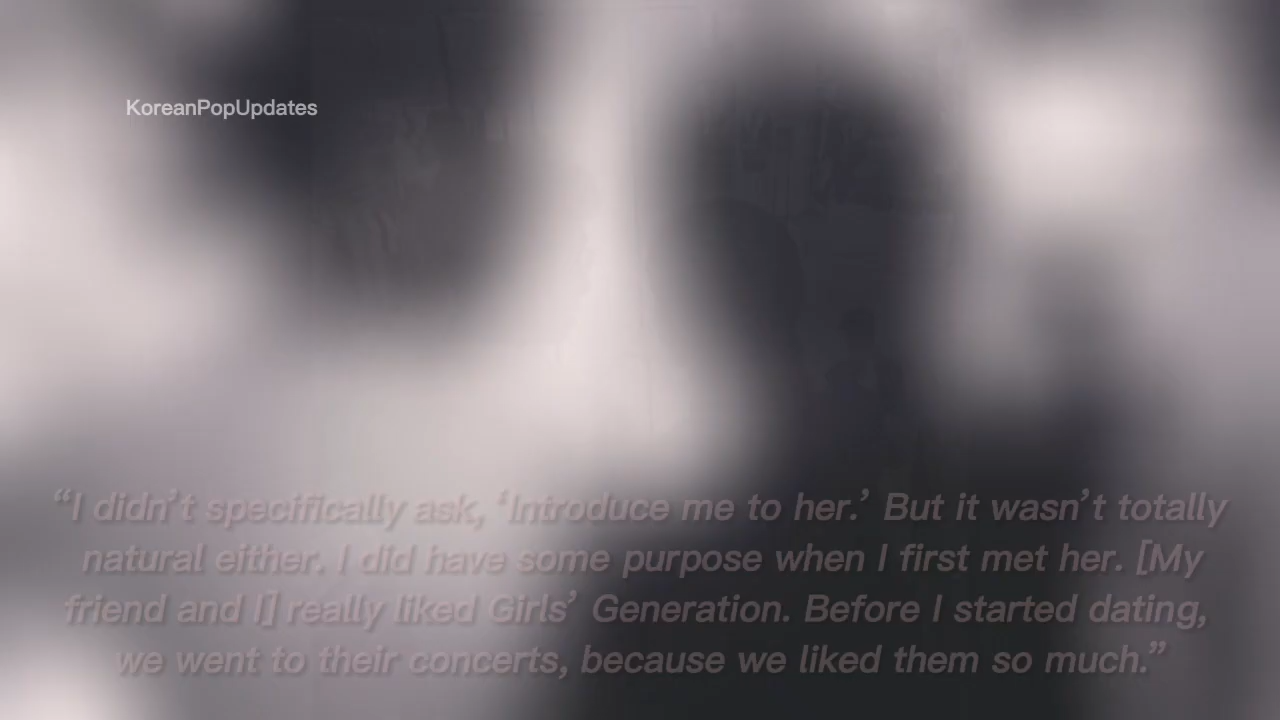 KoreanPopUpdates
“I didn’t specifically ask, ‘Introduce me to her.’ But it wasn’t totally
natural either. I did have some purpose when I first met her. [My
friend and I] really liked Girls’ Generation. Before I started dating,
we went to their concerts, because we liked them so much.”